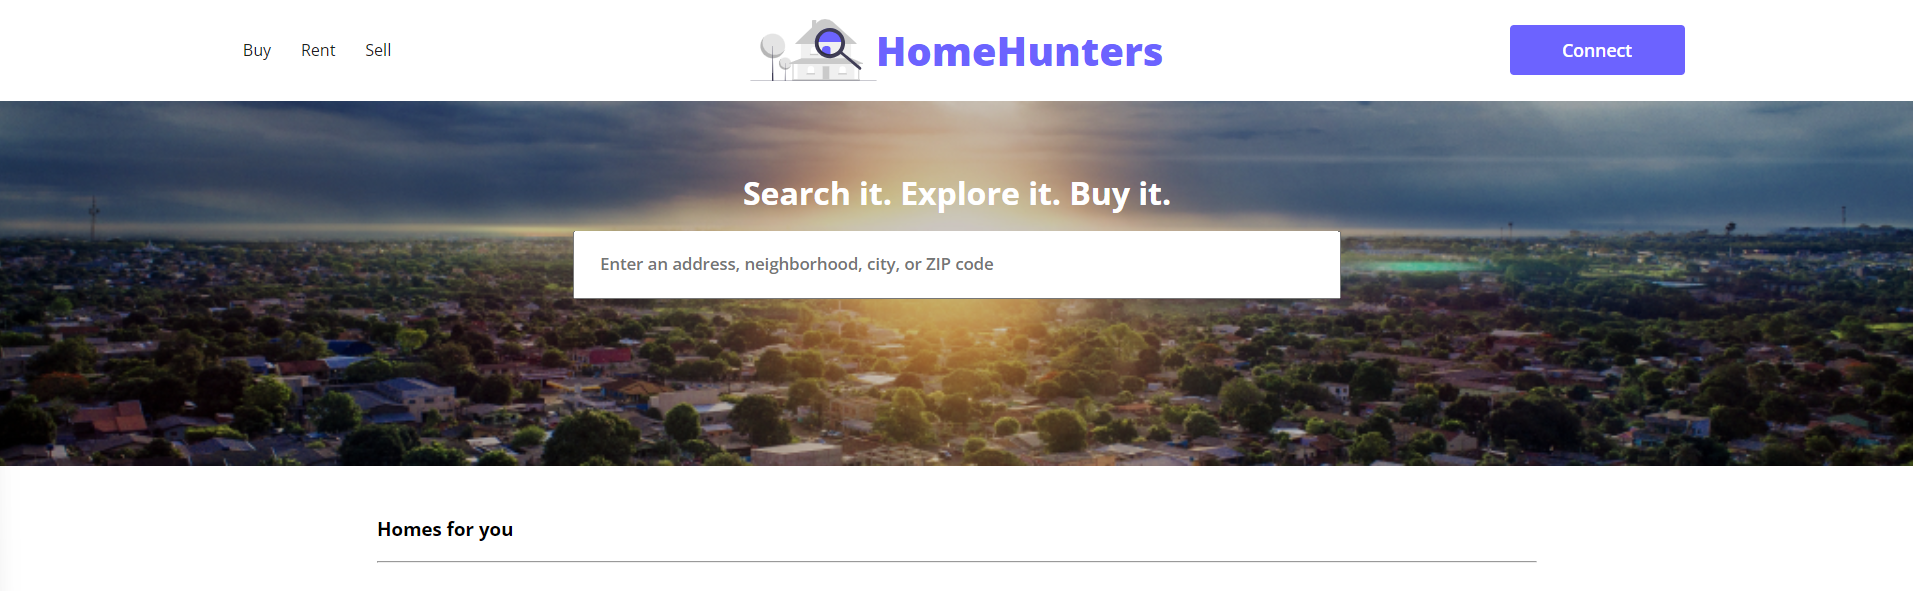 Buy Rent Sell
HomeHunters
Connect
Search it. Explore it. Buy it.
Enter an address, neighborhood, city, or ZIP code
Homes for you